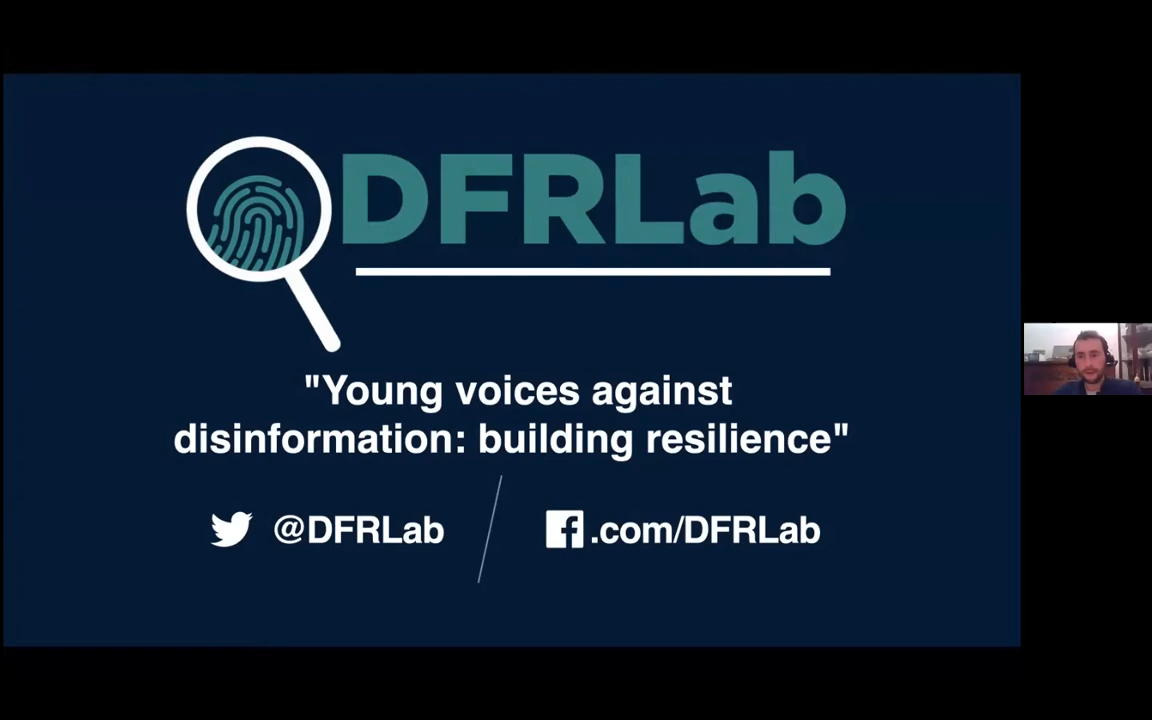 DFRLab
"Young voices against
disinformation: building resilience"
@DFRLab
.com/DFRLab